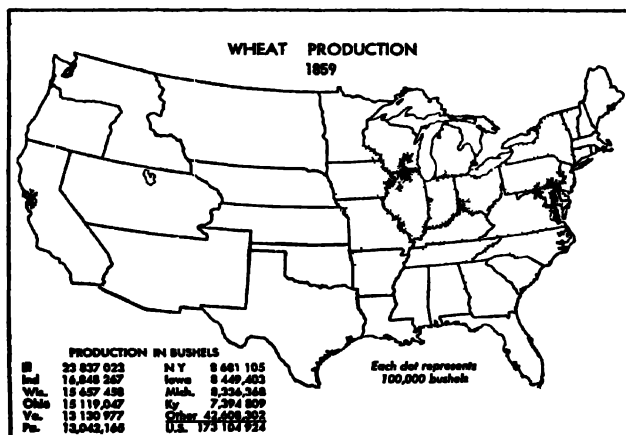 WHEAT PRODUCTION
1859
PRODUCTION IN BUSHELS
Ill 23 837 023 N Y 8 681 105
Ind 16,848 267 Iowa 8 449,403
Wis. 15 657 458 Mich. 8,336,368
Ohio 15 119,047 Ky 7,394 809
Va. 13 130 977 Other 42,608,302
Pa. 13,042,165 U.S. 173 104 924
Each dot represents
100,000 bushels